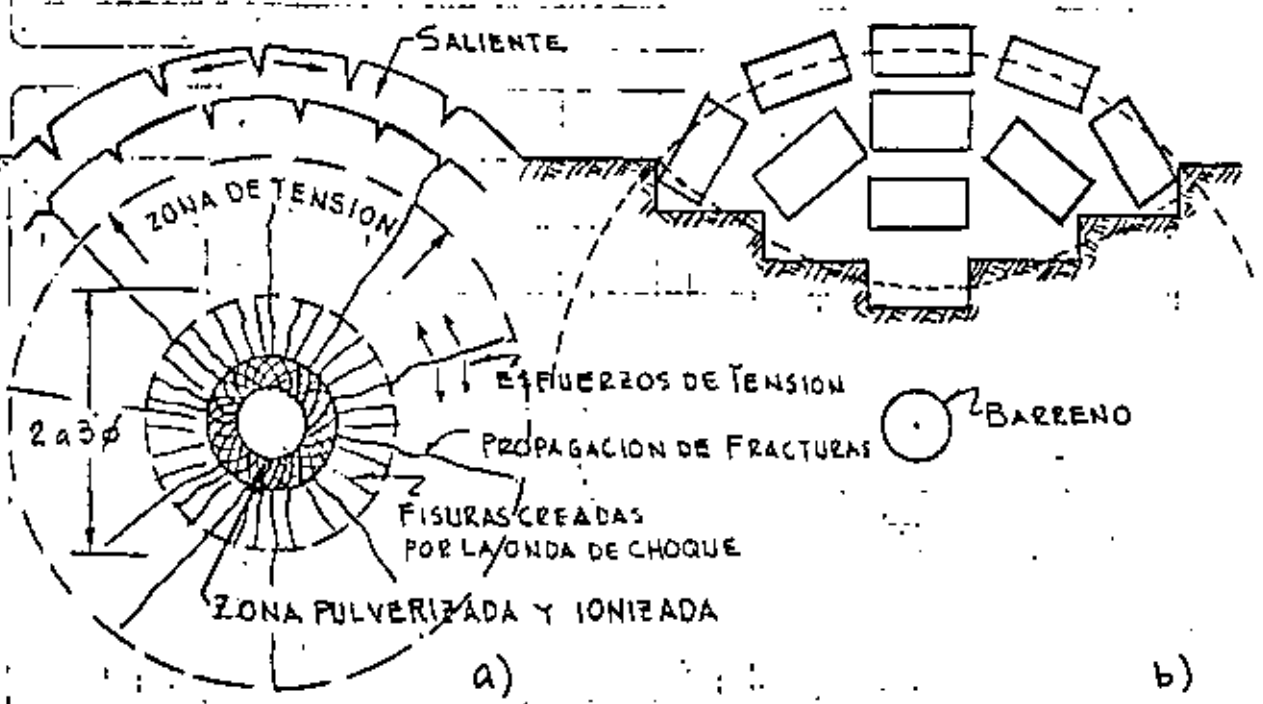 SALIENTE
ZONA DE TENSION
2 a 3 ø
ESFUERZOS DE TENSION
BARRENO
PROPAGACION DE FRACTURAS
FISURAS CREADAS
POR LA ONDA DE CHOQUE
ZONA PULVERIZADA Y IONIZADA
a)
b)